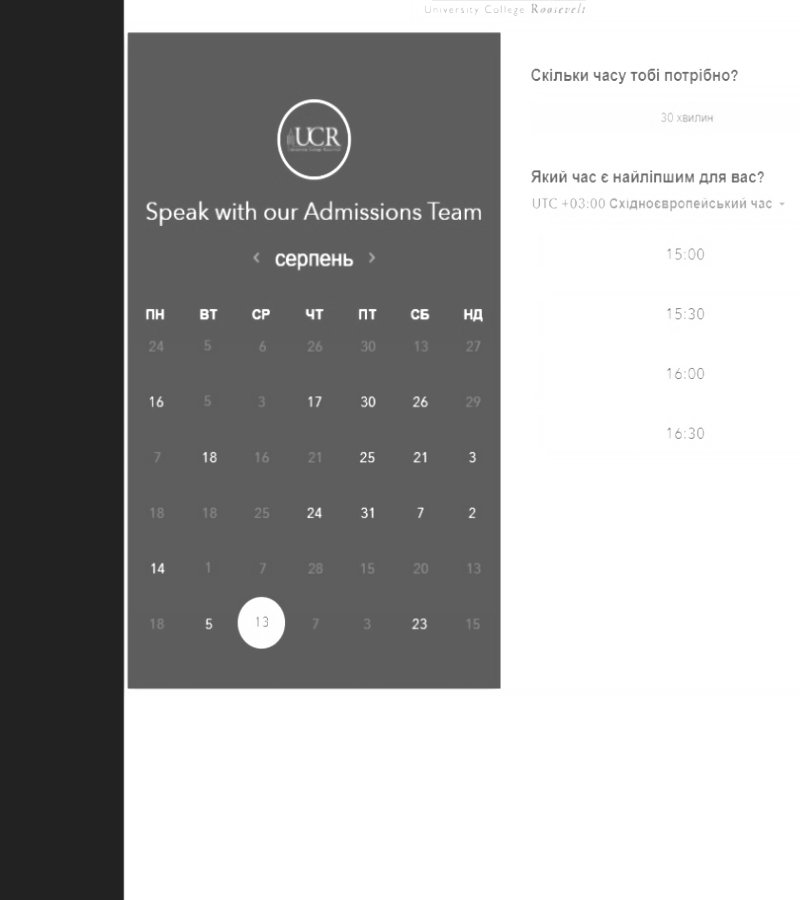 University College Roosevelt
Скільки часу тобі потрібно?
30 хвилин
UCR
Який час є найліпшим для вас?
Speak with our Admissions Team
UTC +03:00 Східноєвропейський час
‹ серпень ›
15:00
15:30
16:00
16:30
ПН ВТ СР ЧТ ПТ СБ НД
24 5 6 26 30 13 27
16 5 3 17 30 26 29
7 18 16 21 25 21 3
18 18 25 24 31 7 2
14 1 7 28 15 20 13
18 5 13 7 3 23 15